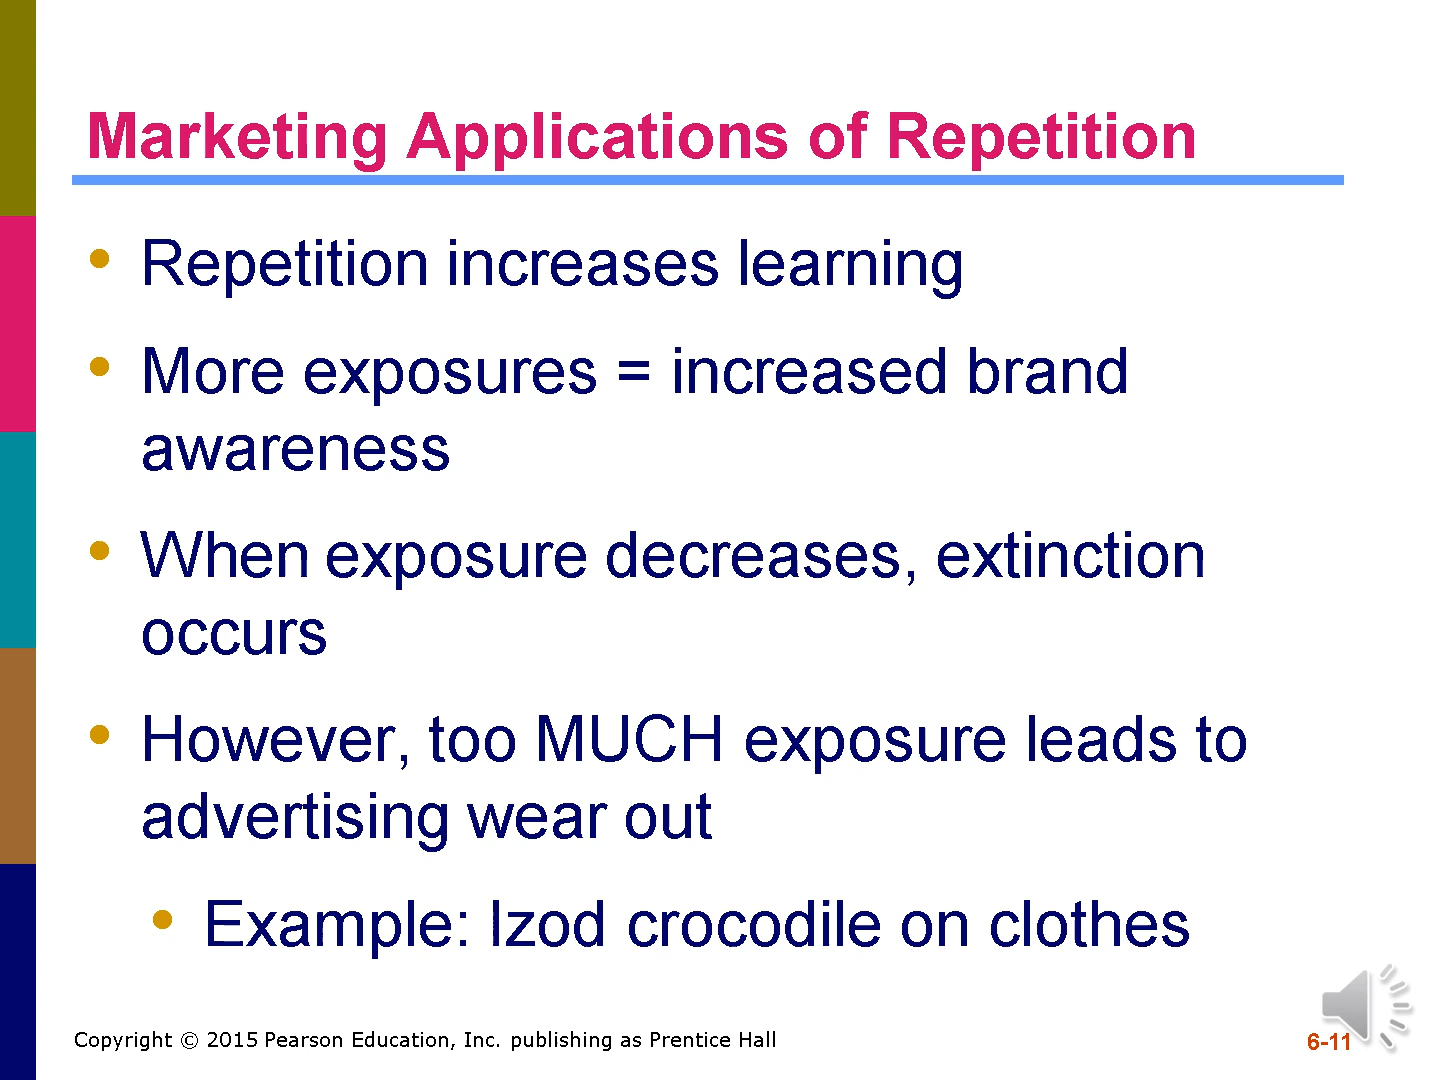 Marketing Applications of Repetition
• Repetition increases learning
• More exposures = increased brand
awareness
• When exposure decreases, extinction
occurs
• However, too MUCH exposure leads to
advertising wear out
• Example: Izod crocodile on clothes
Copyright © 2015 Pearson Education, Inc. publishing as Prentice Hall
6-11